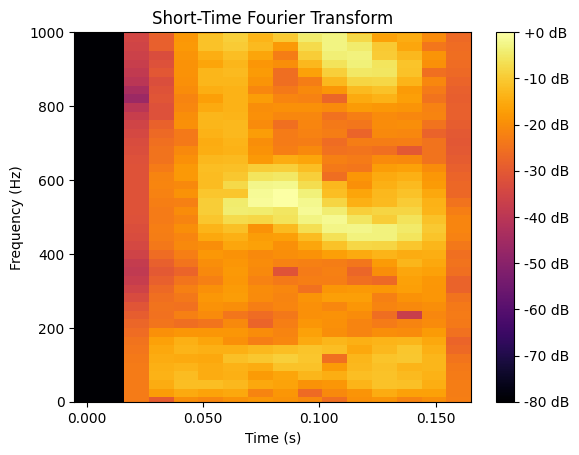 Short-Time Fourier Transform
1000
800
600
400
200
0
Frequency (Hz)
0.000
0.050
0.100
0.150
Time (s)
+0 dB
-10 dB
-20 dB
-30 dB
-40 dB
-50 dB
-60 dB
-70 dB
-80 dB